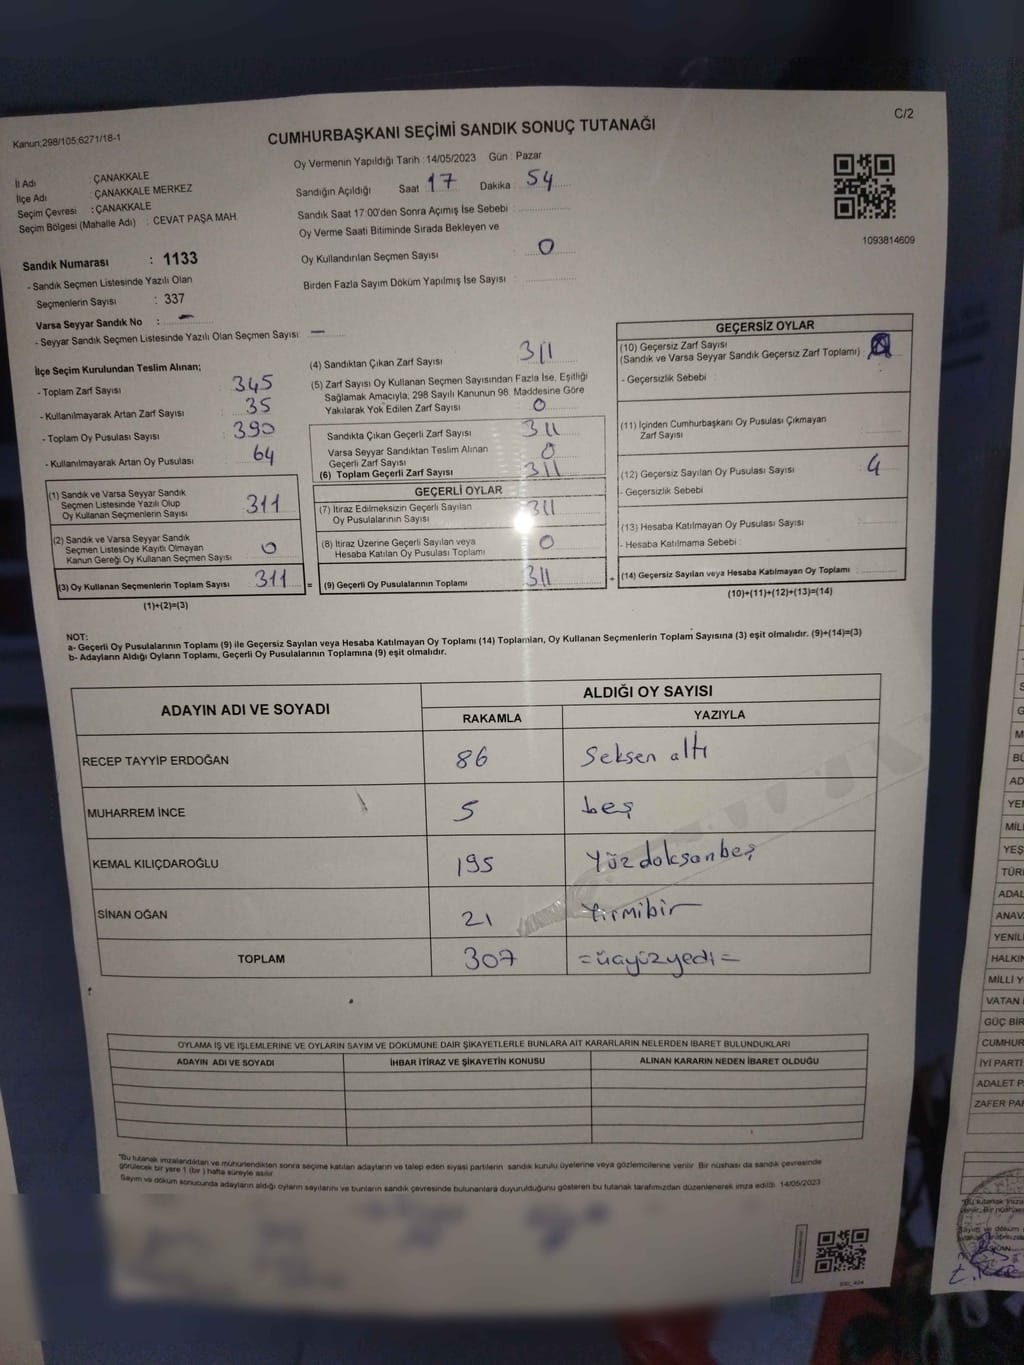 C/2
Kanun;298/105;6271/18-1
CUMHURBAŞKANI SEÇİMİ SANDIK SONUÇ TUTANAĞI
1093814609
İl Adı : ÇANAKKALE
İlçe Adı : ÇANAKKALE MERKEZ
Seçim Çevresi : ÇANAKKALE
Seçim Bölgesi (Mahalle Adı) : CEVAT PAŞA MAH.
Sandık Numarası : 1133
- Sandık Seçmen Listesinde Yazılı Olan
Seçmenlerin Sayısı : 337
Varsa Seyyar Sandık No : -
- Seyyar Sandık Seçmen Listesinde Yazılı Olan Seçmen Sayısı: -
Oy Vermenin Yapıldığı Tarih : 14/05/2023 Gün : Pazar
Sandığın Açıldığı Saat 17 Dakika : 54
Sandık Saat 17:00'den Sonra Açımış İse Sebebi :
Oy Verme Saati Bitiminde Sırada Bekleyen ve
Oy Kullandırılan Seçmen Sayısı : 0
Birden Fazla Sayım Döküm Yapılmış İse Sayısı :
İlçe Seçim Kurulundan Teslim Alınan;
- Toplam Zarf Sayısı : 345
- Kullanılmayarak Artan Zarf Sayısı : 35
- Toplam Oy Pusulası Sayısı : 390
- Kullanılmayarak Artan Oy Pusulası : 64
(1) Sandık ve Varsa Seyyar Sandık
Seçmen Listesinde Yazılı Olup
Oy Kullanan Seçmenlerin Sayısı 311
(2) Sandık ve Varsa Seyyar Sandık
Seçmen Listesinde Kayıtlı Olmayan
Kanun Gereği Oy Kullanan Seçmen Sayısı 0
(3) Oy Kullanan Seçmenlerin Toplam Sayısı 311
(1)+(2)=(3)
(4) Sandıktan Çıkan Zarf Sayısı 311
(5) Zarf Sayısı Oy Kullanan Seçmen Sayısından Fazla İse, Eşitliği
Sağlamak Amacıyla; 298 Sayılı Kanunun 98. Maddesine Göre
Yakılarak Yok Edilen Zarf Sayısı 0
Sandıkta Çıkan Geçerli Zarf Sayısı 311
Varsa Seyyar Sandıktan Teslim Alınan
Geçerli Zarf Sayısı 0
(6) Toplam Geçerli Zarf Sayısı 311
GEÇERLİ OYLAR
(7) İtiraz Edilmeksizin Geçerli Sayılan
Oy Pusulalarının Sayısı 311
(8) İtiraz Üzerine Geçerli Sayılan veya
Hesaba Katılan Oy Pusulası Toplamı 0
= (9) Geçerli Oy Pusulalarının Toplamı 311 +
GEÇERSİZ OYLAR
(10) Geçersiz Zarf Sayısı
(Sandık ve Varsa Seyyar Sandık Geçersiz Zarf Toplamı) :
- Geçersizlik Sebebi :
(11) İçinden Cumhurbaşkanı Oy Pusulası Çıkmayan
Zarf Sayısı :
(12) Geçersiz Sayılan Oy Pusulası Sayısı : 4
- Geçersizlik Sebebi
(13) Hesaba Katılmayan Oy Pusulası Sayısı :
- Hesaba Katılmama Sebebi :
(14) Geçersiz Sayılan veya Hesaba Katılmayan Oy Toplamı :
(10)+(11)+(12)+(13)=(14)
NOT:
a- Geçerli Oy Pusulalarının Toplamı (9) ile Geçersiz Sayılan veya Hesaba Katılmayan Oy Toplamı (14) Toplamları, Oy Kullanan Seçmenlerin Toplam Sayısına (3) eşit olmalıdır. (9)+(14)=(3)
b- Adayların Aldığı Oyların Toplamı, Geçerli Oy Pusulalarının Toplamına (9) eşit olmalıdır.
ADAYIN ADI VE SOYADI ALDIĞI OY SAYISI
RAKAMLA YAZIYLA
RECEP TAYYİP ERDOĞAN 86 Seksen altı
MUHARREM İNCE 5 beş
KEMAL KILIÇDAROĞLU 195 Yüzdoksanbeş
SİNAN OĞAN 21 Yirmibir
TOPLAM 307 =üçyüzyedi=
OYLAMA İŞ VE İŞLEMLERİNE VE OYLARIN SAYIM VE DÖKÜMÜNE DAİR ŞİKAYETLERLE BUNLARA AİT KARARLARIN NELERDEN İBARET BULUNDUKLARI
ADAYIN ADI VE SOYADI İHBAR İTİRAZ VE ŞİKAYETİN KONUSU ALINAN KARARIN NEDEN İBARET OLDUĞU
"Bu tutanak imzalandıktan ve mühürlendikten sonra seçime katılan adayların ve talep eden siyasi partilerin sandık kurulu üyelerine veya gözlemcilerine verilir. Bir nüshası da sandık çevresinde
görülecek bir yere 1 (bir ) hafta süreyle asılır.
Sayım ve döküm sonucunda adayların aldığı oyların sayılarını ve bunların sandık çevresinde bulunanlara duyurulduğunu gösteren bu tutanak tarafımızdan düzenlenerek imza edildi. 14/05/2023
YEŞ
TÜR
ADAL
ANAV
YENİL
HALKIN
MİLLİ Y
VATAN
GÜÇ BİR
CUMHUR
İYİ PARTİ
ADALET P
ZAFER PAR